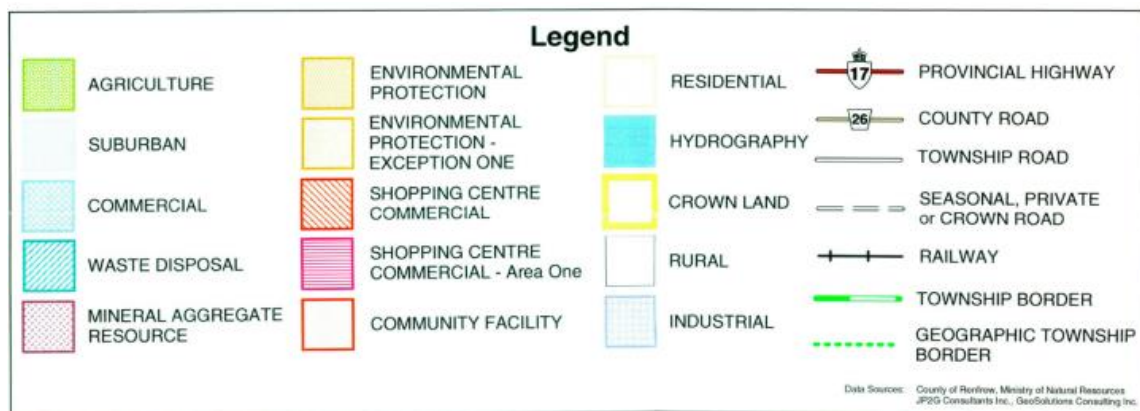 Legend
AGRICULTURE
SUBURBAN
COMMERCIAL
WASTE DISPOSAL
MINERAL AGGREGATE
RESOURCE
ENVIRONMENTAL
PROTECTION
ENVIRONMENTAL
PROTECTION -
EXCEPTION ONE
SHOPPING CENTRE
COMMERCIAL
SHOPPING CENTRE
COMMERCIAL - Area One
COMMUNITY FACILITY
RESIDENTIAL
HYDROGRAPHY
CROWN LAND
RURAL
INDUSTRIAL
17 PROVINCIAL HIGHWAY
26 COUNTY ROAD
TOWNSHIP ROAD
SEASONAL, PRIVATE
or CROWN ROAD
RAILWAY
TOWNSHIP BORDER
GEOGRAPHIC TOWNSHIP
BORDER
Data Sources: County of Renfrew, Ministry of Natural Resources
JP2G Consultants Inc., GeoSolutions Consulting Inc.